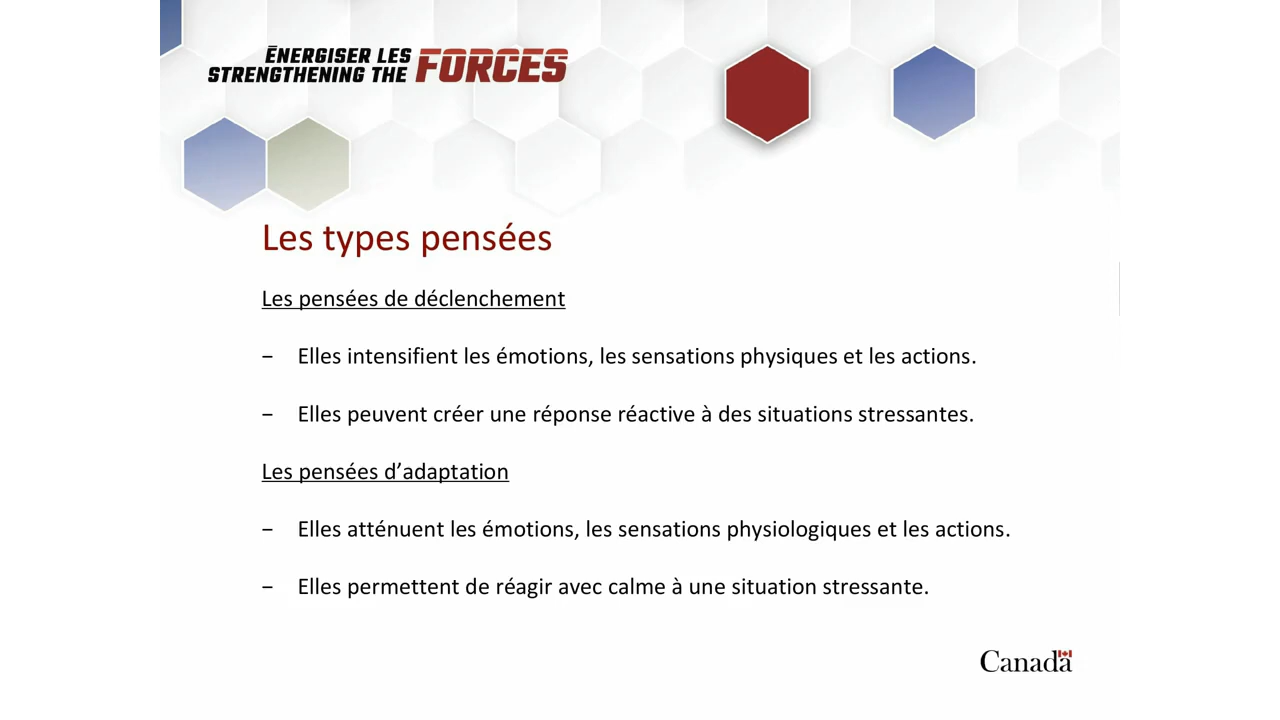 ÉNERGISER LES
STRENGTHENING THE FORCES
Les types pensées
Les pensées de déclenchement
− Elles intensifient les émotions, les sensations physiques et les actions.
− Elles peuvent créer une réponse réactive à des situations stressantes.
Les pensées d’adaptation
− Elles atténuent les émotions, les sensations physiologiques et les actions.
− Elles permettent de réagir avec calme à une situation stressante.
Canada